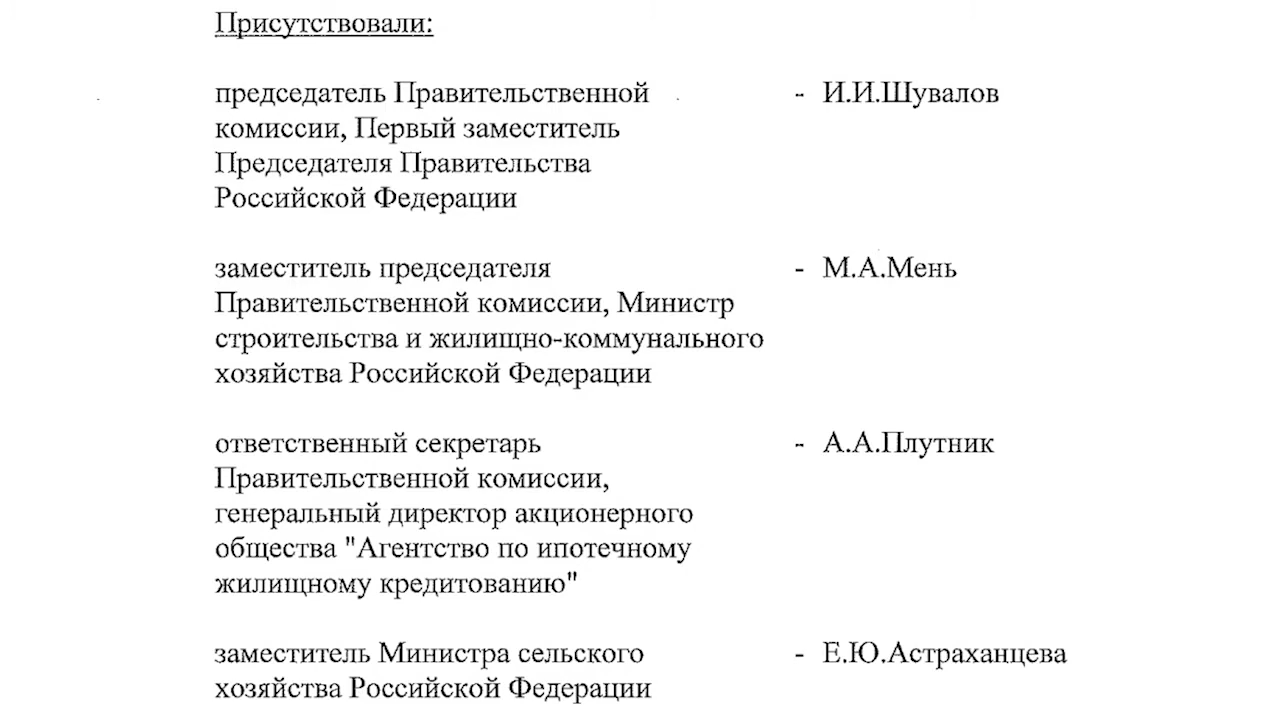 Присутствовали:
председатель Правительственной - И.И.Шувалов
комиссии, Первый заместитель
Председателя Правительства
Российской Федерации
заместитель председателя - М.А.Мень
Правительственной комиссии, Министр
строительства и жилищно-коммунального
хозяйства Российской Федерации
ответственный секретарь - А.А.Плутник
Правительственной комиссии,
генеральный директор акционерного
общества "Агентство по ипотечному
жилищному кредитованию"
заместитель Министра сельского - Е.Ю.Астраханцева
хозяйства Российской Федерации